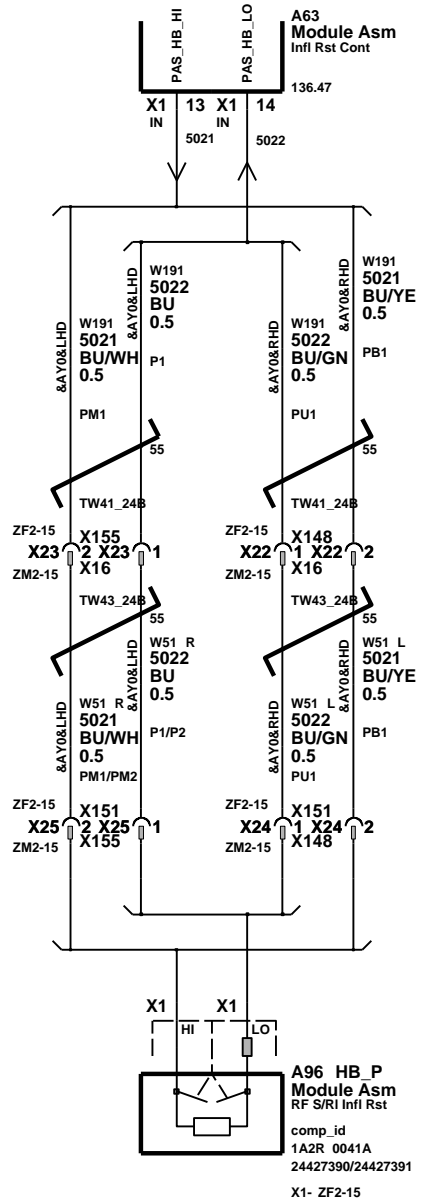 PAS_HB_HI
PAS_HB_LO
A63
Module Asm
Infl Rst Cont
136.47
X1 13 X1 14
IN IN
5021 5022
&AY0&LHD
W191
5021
BU/WH
0.5
PM1
&AY0&LHD
W191
5022
BU
0.5
P1
&AY0&RHD
W191
5022
BU/GN
0.5
PU1
&AY0&RHD
W191
5021
BU/YE
0.5
PB1
55
55
TW41_24B
TW41_24B
ZF2-15 X155
X23 2 X23 1
ZM2-15 X16
ZF2-15 X148
X22 1 X22 2
ZM2-15 X16
TW43_24B
TW43_24B
55
55
&AY0&LHD
W51 R
5021
BU/WH
0.5
PM1/PM2
&AY0&LHD
W51 R
5022
BU
0.5
P1/P2
&AY0&RHD
W51 L
5022
BU/GN
0.5
PU1
&AY0&RHD
W51 L
5021
BU/YE
0.5
PB1
ZF2-15 X151
X25 2 X25 1
ZM2-15 X155
ZF2-15 X151
X24 1 X24 2
ZM2-15 X148
X1 X1
HI LO
A96 HB_P
Module Asm
RF S/RI Infl Rst
comp_id
1A2R 0041A
24427390/24427391
X1- ZF2-15